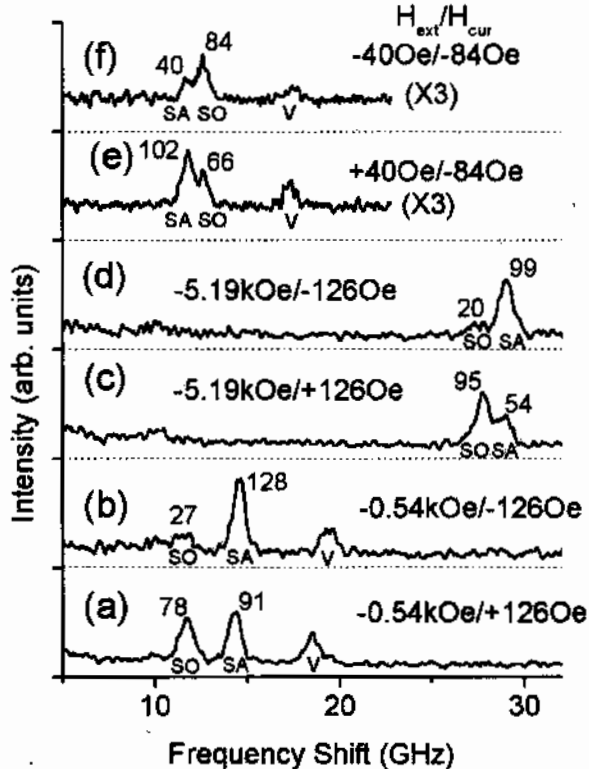 H_ext/H_cur
(f) 40 84 -40Oe/-84Oe
SA SO V (X3)
(e) 102 66 +40Oe/-84Oe
SA SO V (X3)
(d) -5.19kOe/-126Oe 20 99
SO SA
(c) -5.19kOe/+126Oe 95 54
SO SA
(b) 27 128 -0.54kOe/-126Oe
SO SA V
(a) 78 91 -0.54kOe/+126Oe
SO SA V
10 20 30
Frequency Shift (GHz)
Intensity (arb. units)